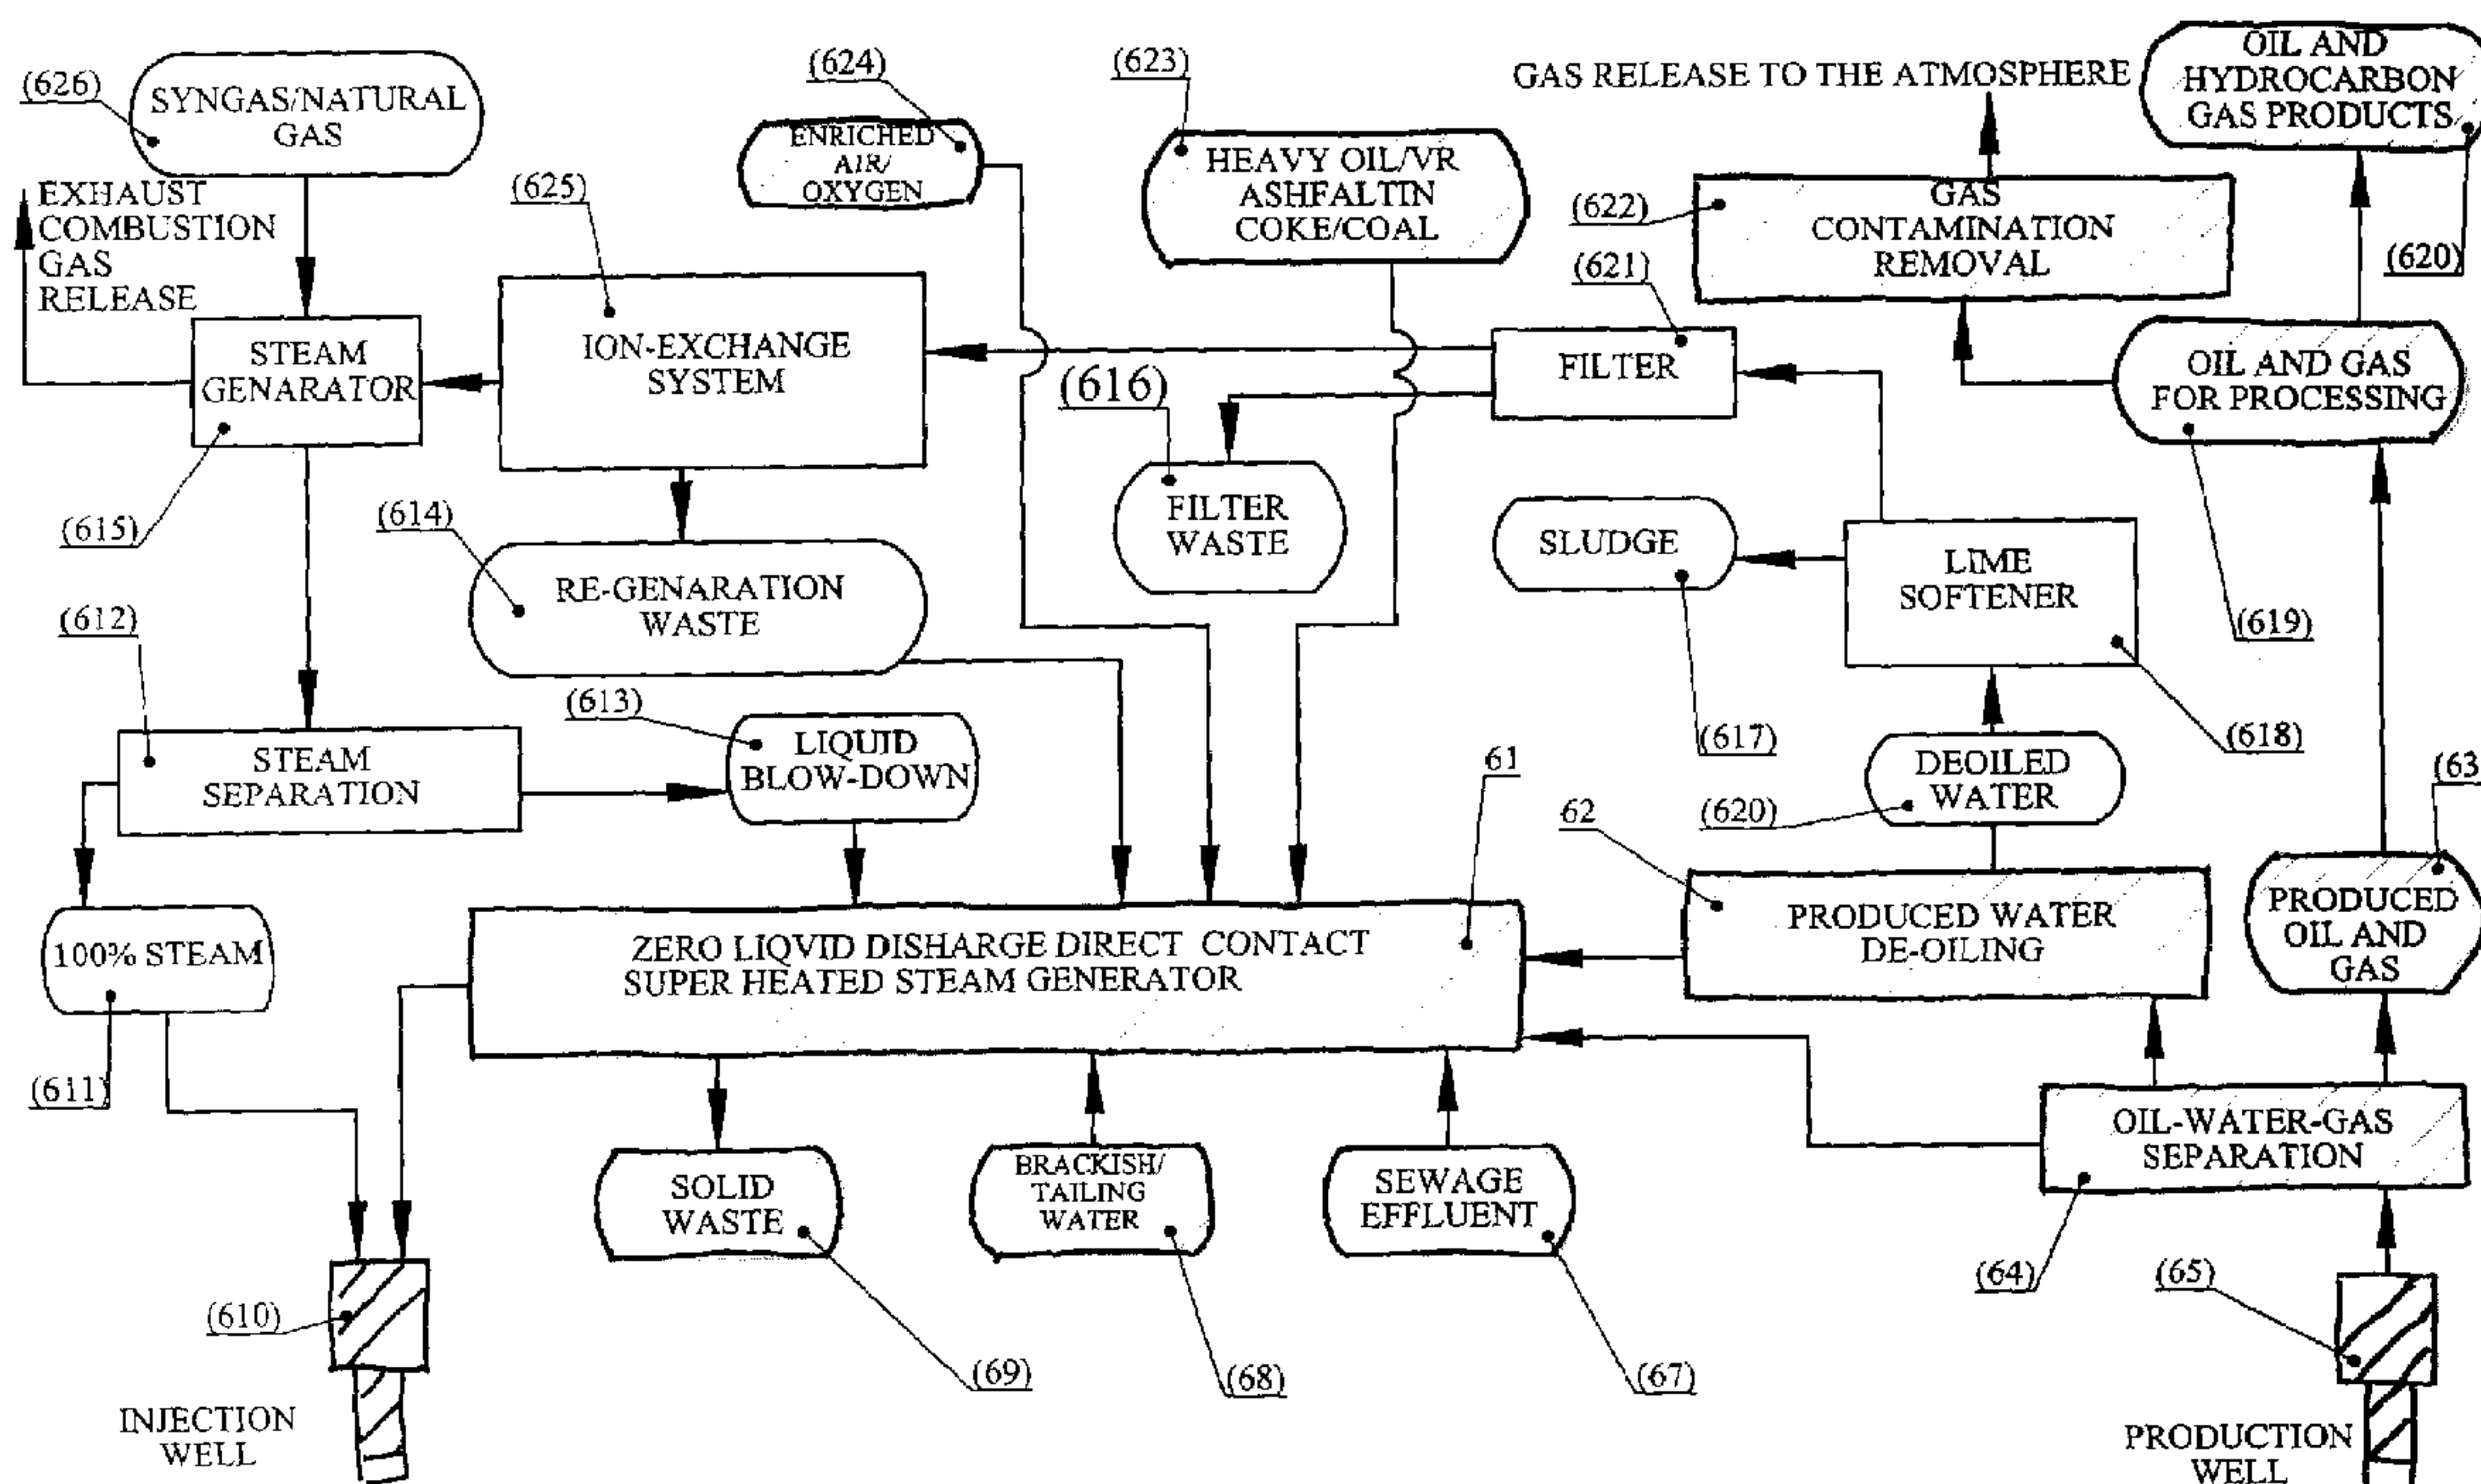 (626)
SYNGAS/NATURAL
GAS
(624)
ENRICHED
AIR/
OXYGEN
(623)
HEAVY OIL/VR
ASHFALTIN
COKE/COAL
GAS RELEASE TO THE ATMOSPHERE
OIL AND
HYDROCARBON
GAS PRODUCTS
(620)
EXHAUST
COMBUSTION
GAS
RELEASE
(625)
(622)
GAS
CONTAMINATION
REMOVAL
(621)
STEAM
GENARATOR
(615)
ION-EXCHANGE
SYSTEM
(616)
FILTER
OIL AND GAS
FOR PROCESSING
(614)
RE-GENARATION
WASTE
FILTER
WASTE
SLUDGE
LIME
SOFTENER
(619)
(612)
(613)
(617)
(618)
STEAM
SEPARATION
LIQUID
BLOW-DOWN
61
62
(620)
DEOILED
WATER
(63
100% STEAM
ZERO LIQVID DISHARGE DIRECT CONTACT
SUPER HEATED STEAM GENERATOR
PRODUCED WATER
DE-OILING
PRODUCED
OIL AND
GAS
(611)
SOLID
WASTE
BRACKISH/
TAILING
WATER
SEWAGE
EFFLUENT
OIL-WATER-GAS
SEPARATION
(610)
(69)
(68)
(67)
(64)
(65)
INJECTION
WELL
PRODUCTION
WELL